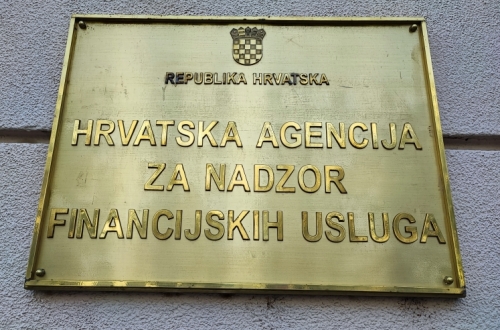 REPUBLIKA HRVATSKA
HRVATSKA AGENCIJA
ZA NADZOR
FINANCIJSKIH USLUGA